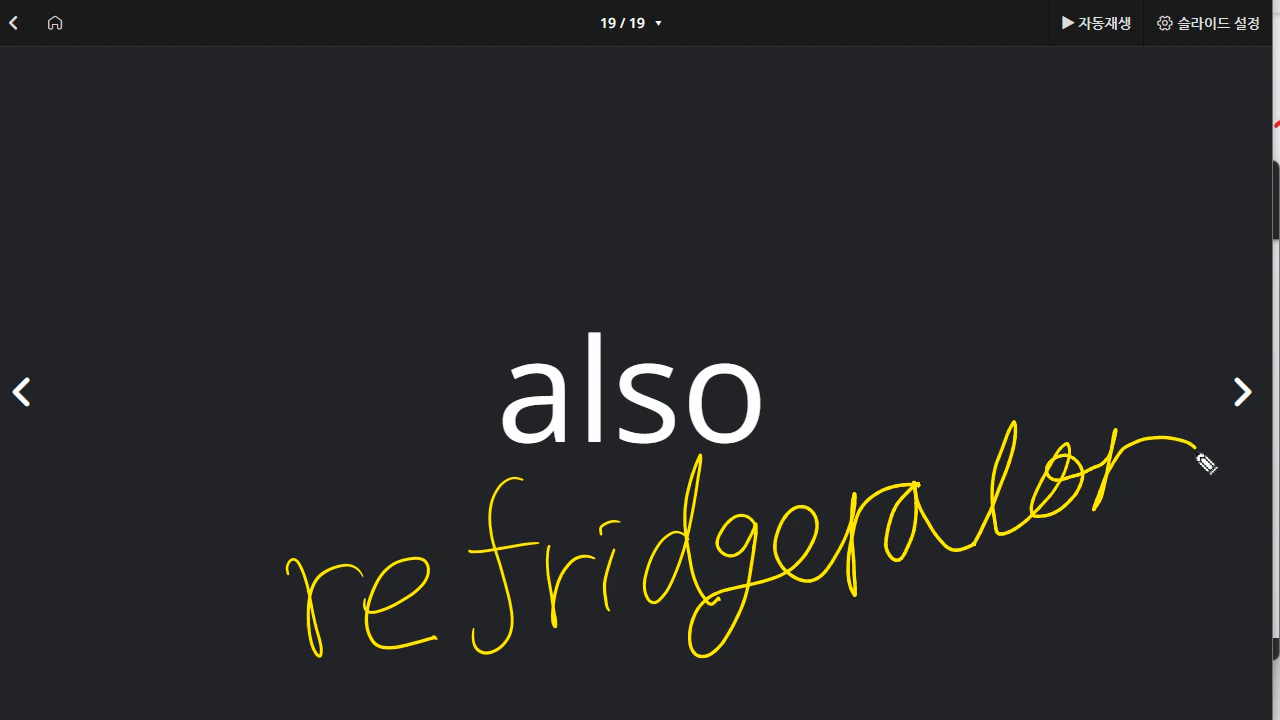 19 / 19
자동재생
슬라이드 설정
also
refridgerator